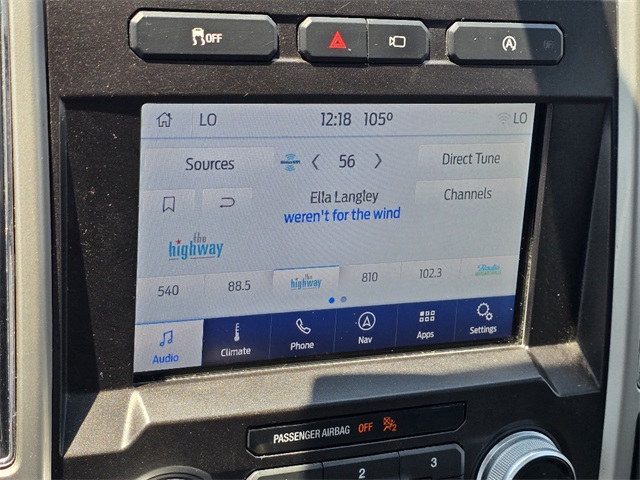 OFF
LO 12:18 105° LO
Sources 56 Direct Tune
Ella Langley Channels
weren't for the wind
the
highway
540 88.5 the highway 810 102.3
Audio Climate Phone Nav Apps Settings
PASSENGER AIRBAG OFF 2
2 3